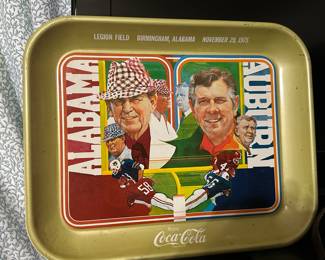 LEGION FIELD BIRMINGHAM, ALABAMA NOVEMBER 29, 1975
ALABAMA
AUBURN
Coca-Cola